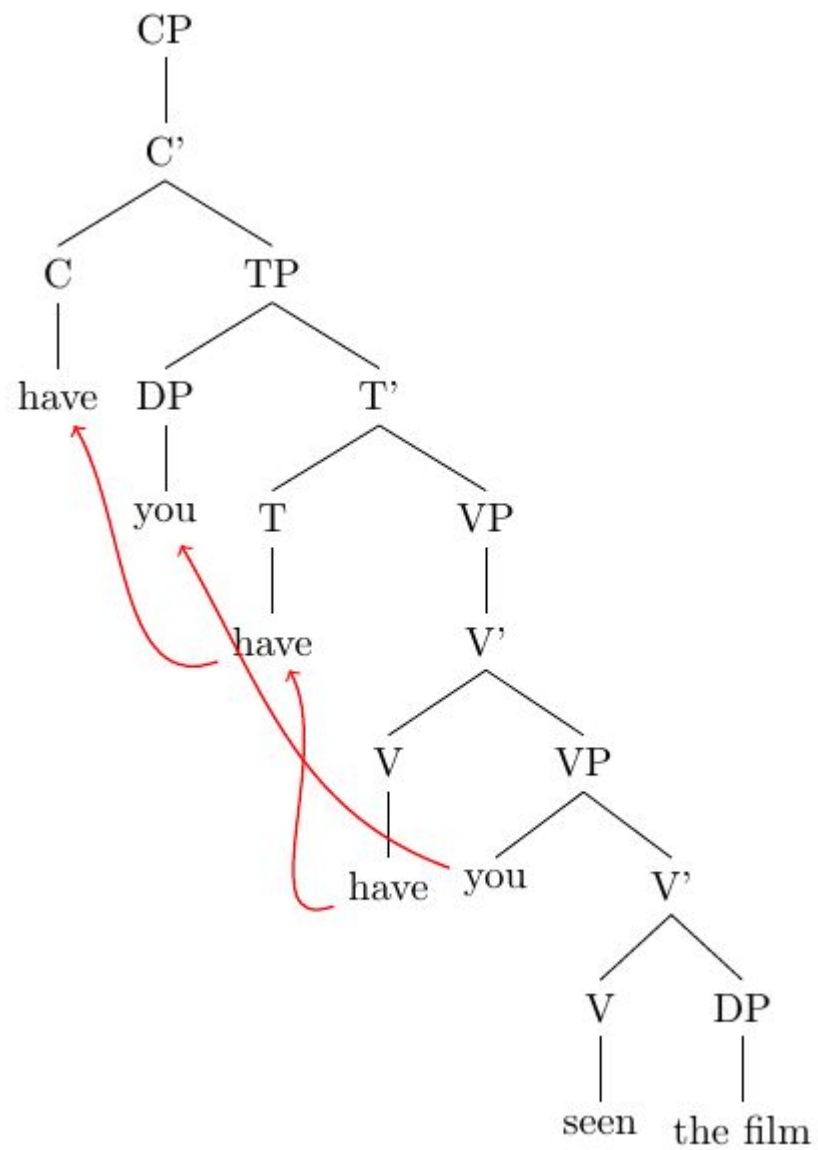 CP
C’
C TP
have DP T’
you T VP
have V’
V VP
have you V’
V DP
seen the film